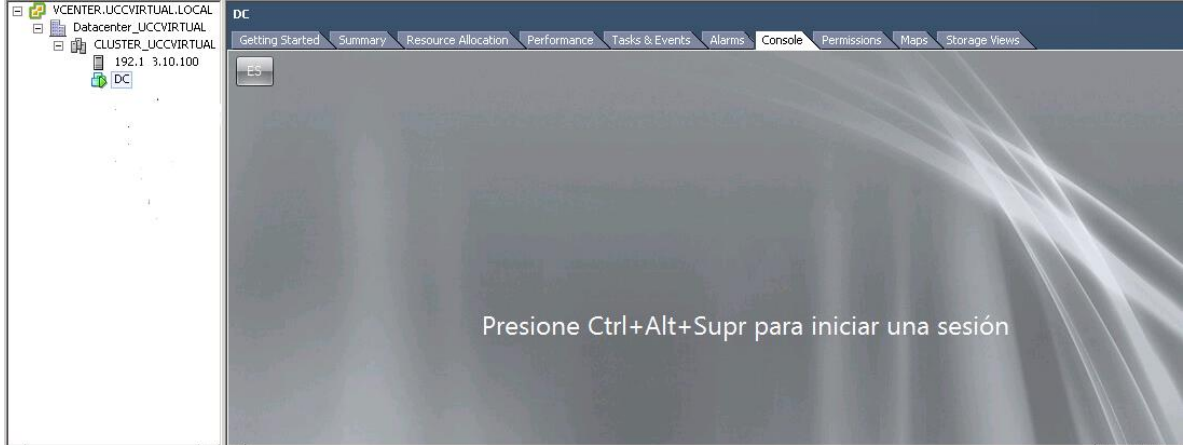 VCENTER.UCCVIRTUAL.LOCAL
Datacenter_UCCVIRTUAL
CLUSTER_UCCVIRTUAL
192.1 3.10.100
DC
DC
Getting Started Summary Resource Allocation Performance Tasks & Events Alarms Console Permissions Maps Storage Views
ES
Presione Ctrl+Alt+Supr para iniciar una sesión